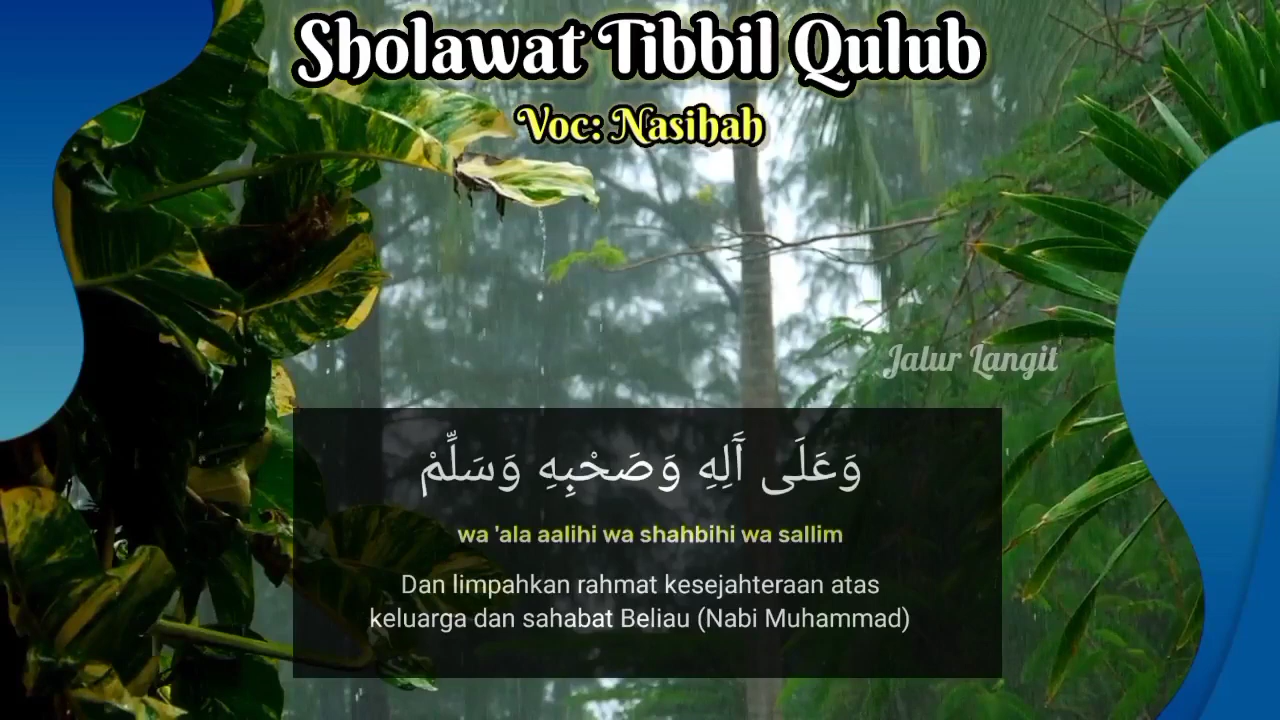 Sholawat Tibbil Qulub
Voc: Nasihah
Jalur Langit
وَعَلَى آَلِهِ وَصَحْبِهِ وَسَلِّمْ
wa 'ala aalihi wa shahbihi wa sallim
Dan limpahkan rahmat kesejahteraan atas
keluarga dan sahabat Beliau (Nabi Muhammad)